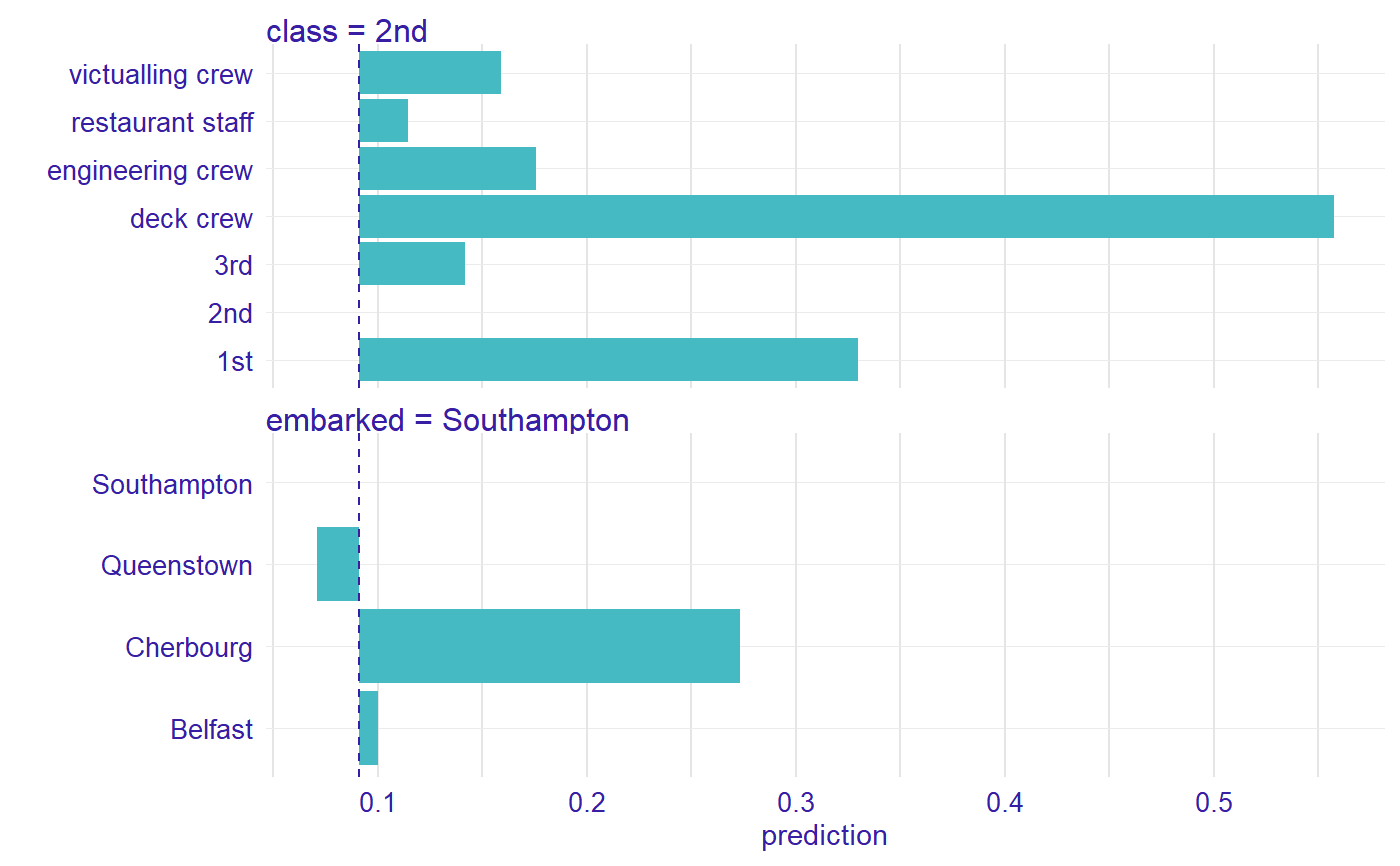 class = 2nd
victualling crew
restaurant staff
engineering crew
deck crew
3rd
2nd
1st
embarked = Southampton
Southampton
Queenstown
Cherbourg
Belfast
0.1 0.2 0.3 0.4 0.5
prediction